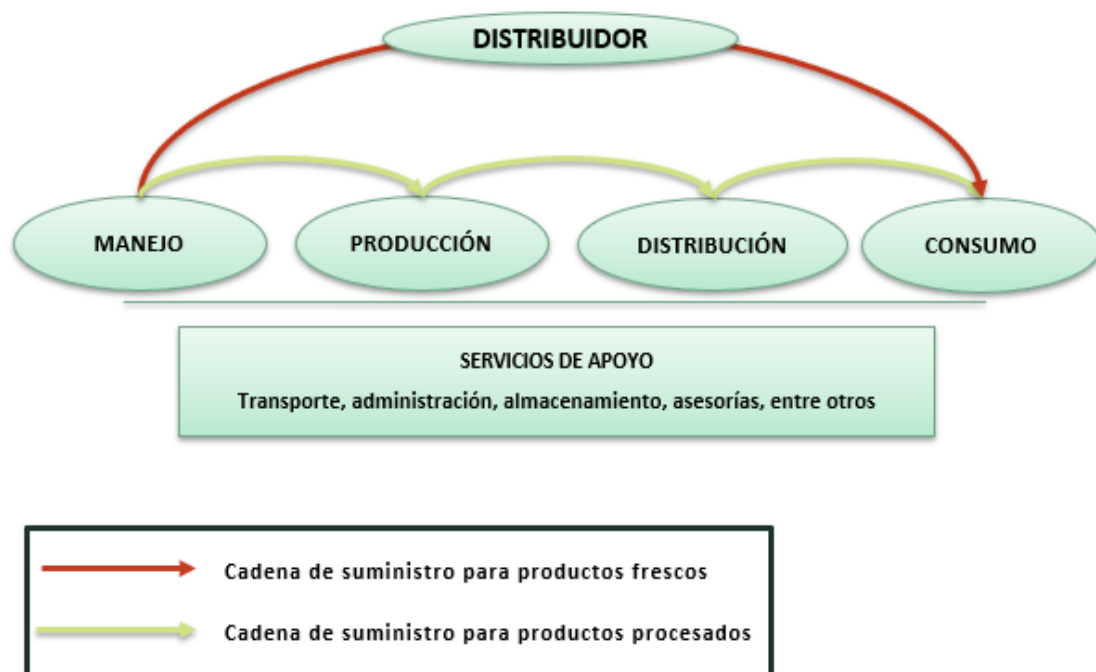 DISTRIBUIDOR
MANEJO
PRODUCCIÓN
DISTRIBUCIÓN
CONSUMO
SERVICIOS DE APOYO
Transporte, administración, almacenamiento, asesorías, entre otros
Cadena de suministro para productos frescos
Cadena de suministro para productos procesados